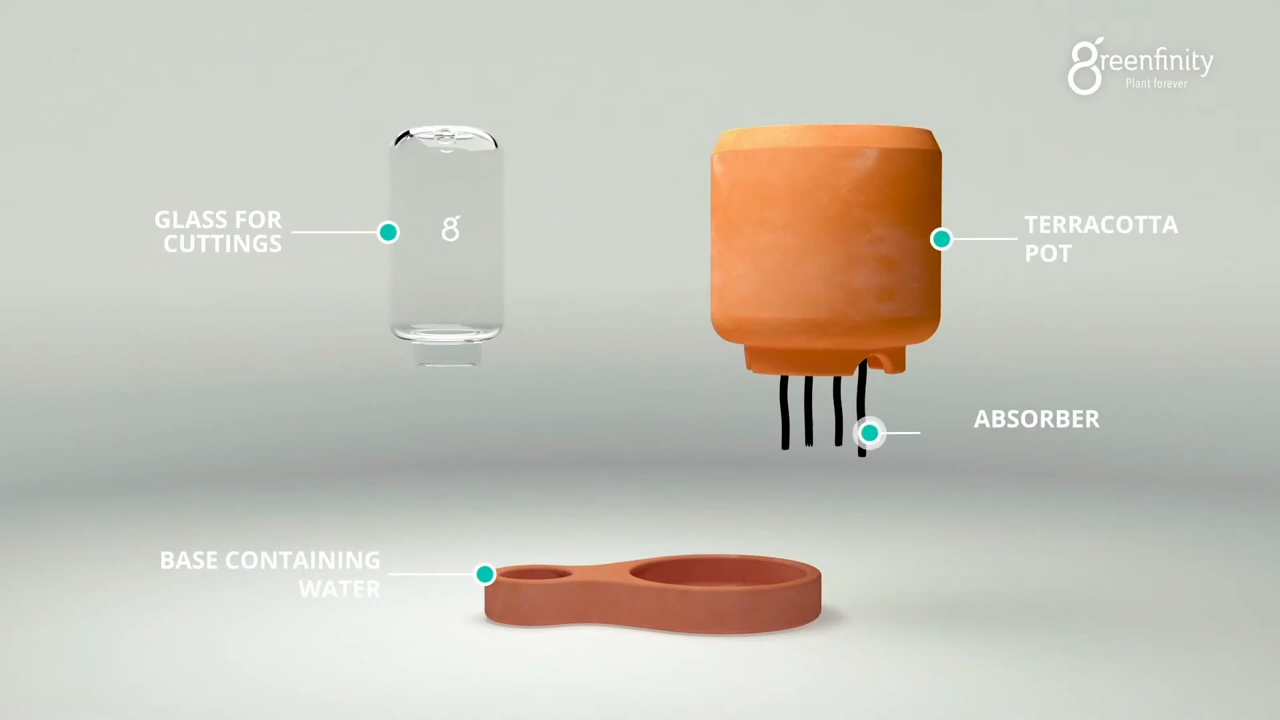 greenfinity
Plant forever
GLASS FOR
CUTTINGS
g
TERRACOTTA
POT
ABSORBER
BASE CONTAINING
WATER